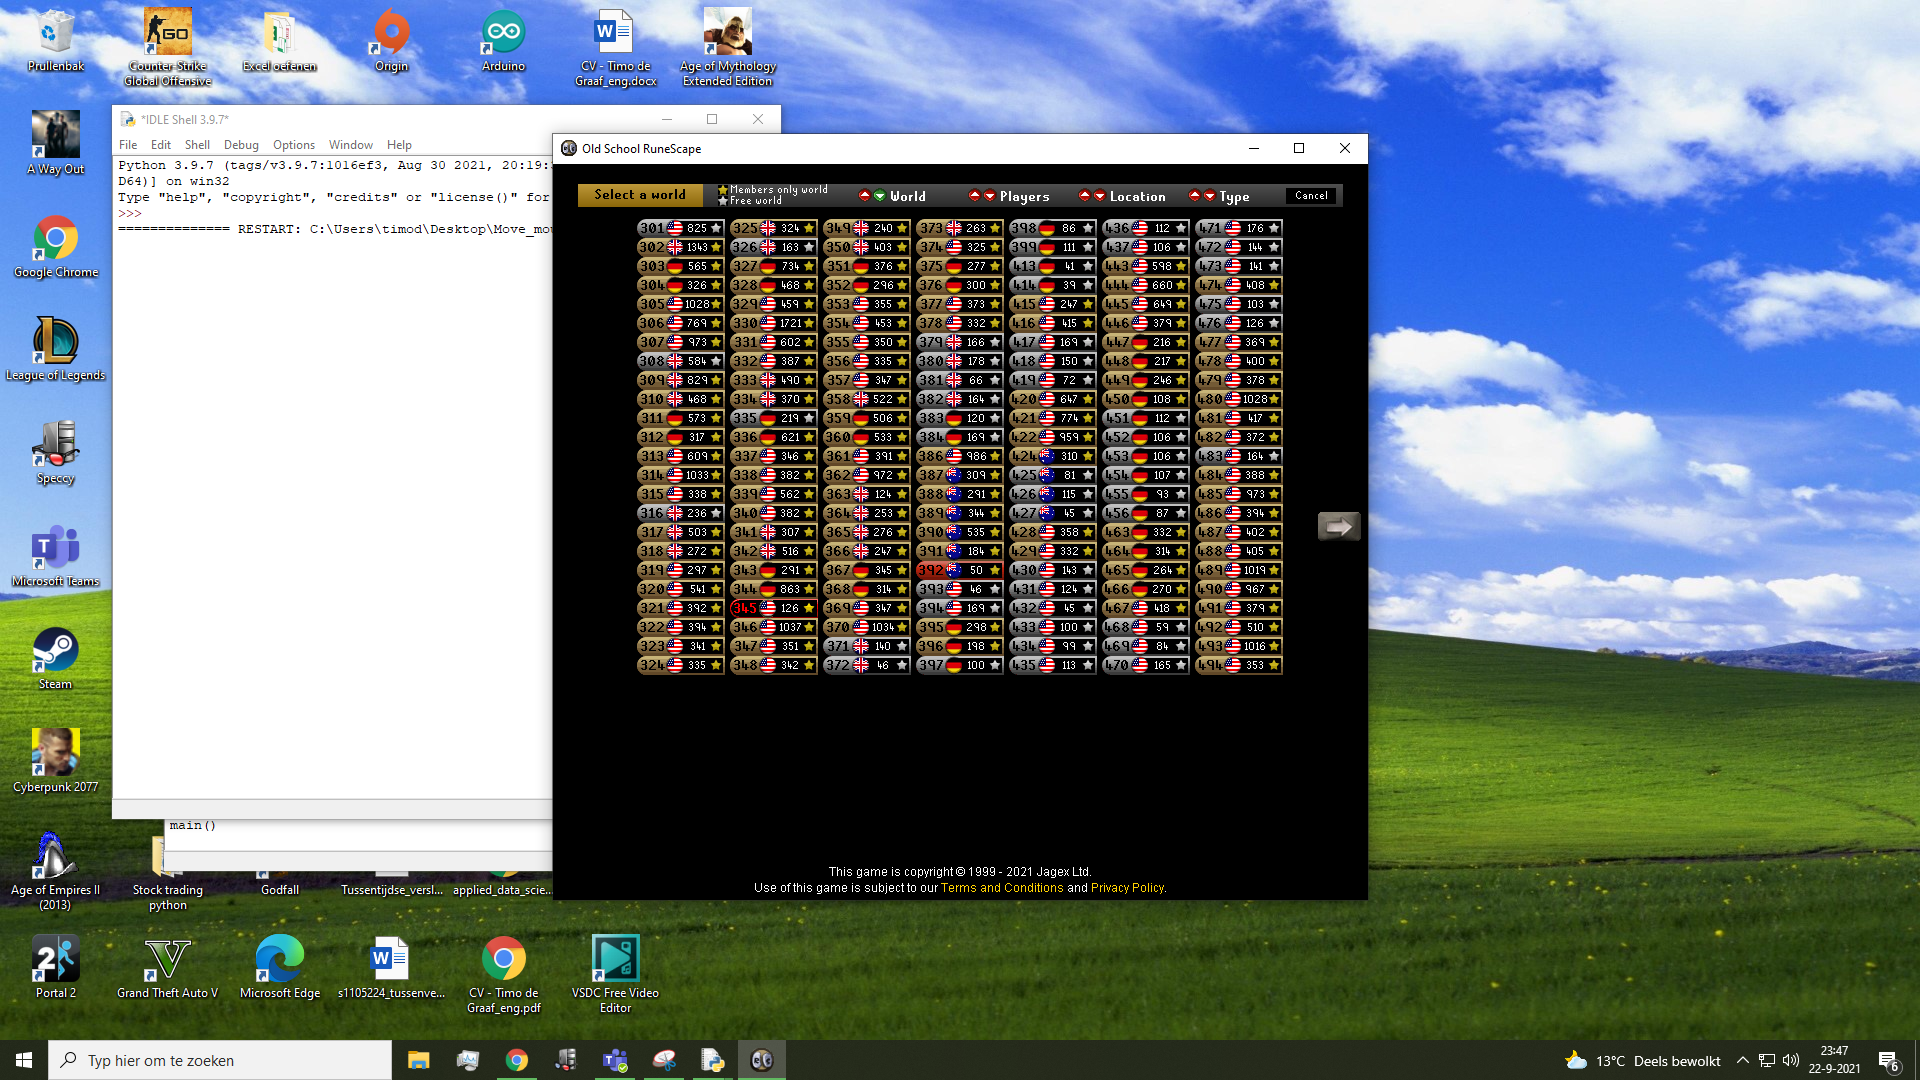 Prullenbak
Counter-Strike
Global Offensive
Excel oefenen
Origin
Arduino
CV - Timo de
Graaf_eng.docx
Age of Mythology
Extended Edition
A Way Out
Google Chrome
League of Legends
Speccy
Microsoft Teams
Steam
Cyberpunk 2077
Age of Empires II
(2013)
Stock trading
python
Godfall
Tussentijdse_versl...
applied_data_scie...
Portal 2
Grand Theft Auto V
Microsoft Edge
s1105224_tussenve...
CV - Timo de
Graaf_eng.pdf
VSDC Free Video
Editor
*IDLE Shell 3.9.7*
File Edit Shell Debug Options Window Help
Python 3.9.7 (tags/v3.9.7:1016ef3, Aug 30 2021, 20:19:
D64)] on win32
Type "help", "copyright", "credits" or "license()" for
>>>
============== RESTART: C:\Users\timod\Desktop\Move_mou
main()
Old School RuneScape
Select a world
Members only world
Free world
World Players Location Type Cancel
301 825 325 324 349 240 373 263 398 86 436 112 471 176
302 1343 326 163 350 403 374 325 399 111 437 106 472 144
303 565 327 734 351 376 375 277 413 41 443 598 473 141
304 326 328 468 352 296 376 300 414 39 444 660 474 408
305 1028 329 459 353 355 377 373 415 247 445 649 475 103
306 769 330 1721 354 453 378 332 416 415 446 379 476 126
307 973 331 602 355 350 379 166 417 169 447 216 477 369
308 584 332 387 356 335 380 178 418 150 448 217 478 400
309 829 333 490 357 347 381 66 419 72 449 246 479 378
310 468 334 370 358 522 382 164 420 647 450 108 480 1028
311 573 335 219 359 506 383 120 421 774 451 112 481 417
312 317 336 621 360 533 384 169 422 959 452 106 482 372
313 609 337 346 361 391 386 986 424 310 453 106 483 164
314 1033 338 382 362 972 387 309 425 81 454 107 484 388
315 338 339 562 363 124 388 291 426 115 455 93 485 973
316 236 340 382 364 253 389 344 427 45 456 87 486 394
317 503 341 307 365 276 390 535 428 358 463 332 487 402
318 272 342 516 366 247 391 184 429 332 464 314 488 405
319 297 343 291 367 345 392 50 430 143 465 264 489 1019
320 541 344 863 368 314 393 46 431 124 466 270 490 967
321 392 345 126 369 347 394 169 432 45 467 418 491 379
322 394 346 1037 370 1034 395 298 433 100 468 59 492 510
323 341 347 351 371 140 396 198 434 99 469 84 493 1016
324 335 348 342 372 46 397 100 435 113 470 165 494 353
This game is copyright © 1999 - 2021 Jagex Ltd.
Use of this game is subject to our Terms and Conditions and Privacy Policy.
Typ hier om te zoeken
13°C Deels bewolkt
23:47
22-9-2021
6